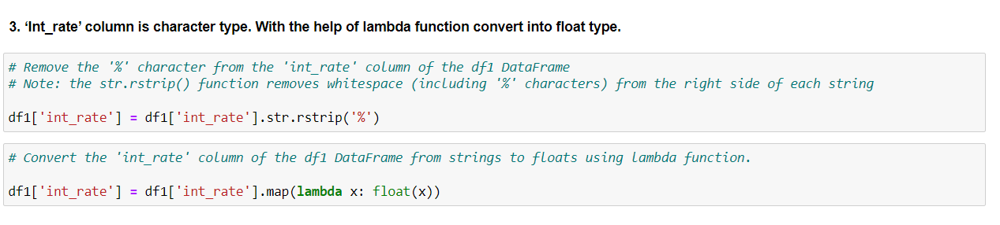 3. ‘Int_rate’ column is character type. With the help of lambda function convert into float type.
# Remove the '%' character from the 'int_rate' column of the df1 DataFrame
# Note: the str.rstrip() function removes whitespace (including '%' characters) from the right side of each string
df1['int_rate'] = df1['int_rate'].str.rstrip('%')
# Convert the 'int_rate' column of the df1 DataFrame from strings to floats using lambda function.
df1['int_rate'] = df1['int_rate'].map(lambda x: float(x))